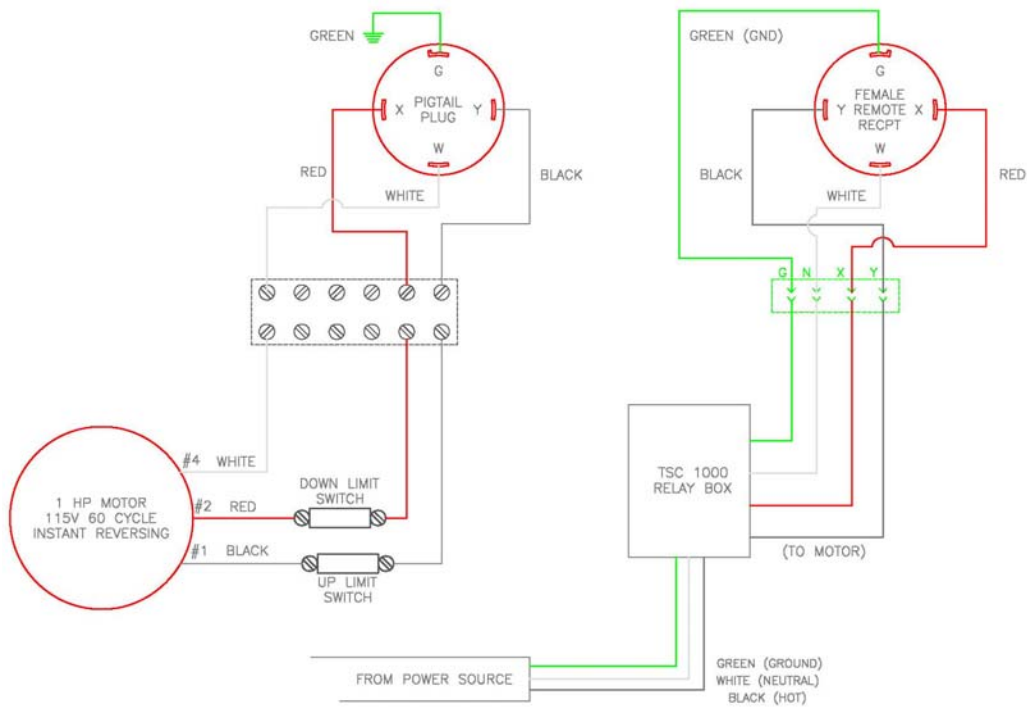 GREEN
G
X PIGTAIL Y
PLUG
W
RED
WHITE
BLACK
GREEN (GND)
G
FEMALE
Y REMOTE X
RECPT
W
BLACK
WHITE
RED
G N X Y
#4 WHITE
#2 RED
#1 BLACK
1 HP MOTOR
115V 60 CYCLE
INSTANT REVERSING
DOWN LIMIT
SWITCH
UP LIMIT
SWITCH
TSC 1000
RELAY BOX
(TO MOTOR)
FROM POWER SOURCE
GREEN (GROUND)
WHITE (NEUTRAL)
BLACK (HOT)